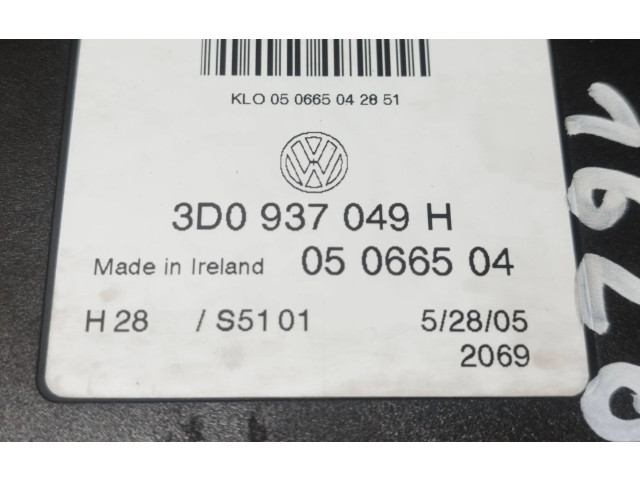 KLO 05 0665 04 28 51
VW
3D0 937 049 H
Made in Ireland 05 0665 04
H 28 / S51 01 5/28/05
2069